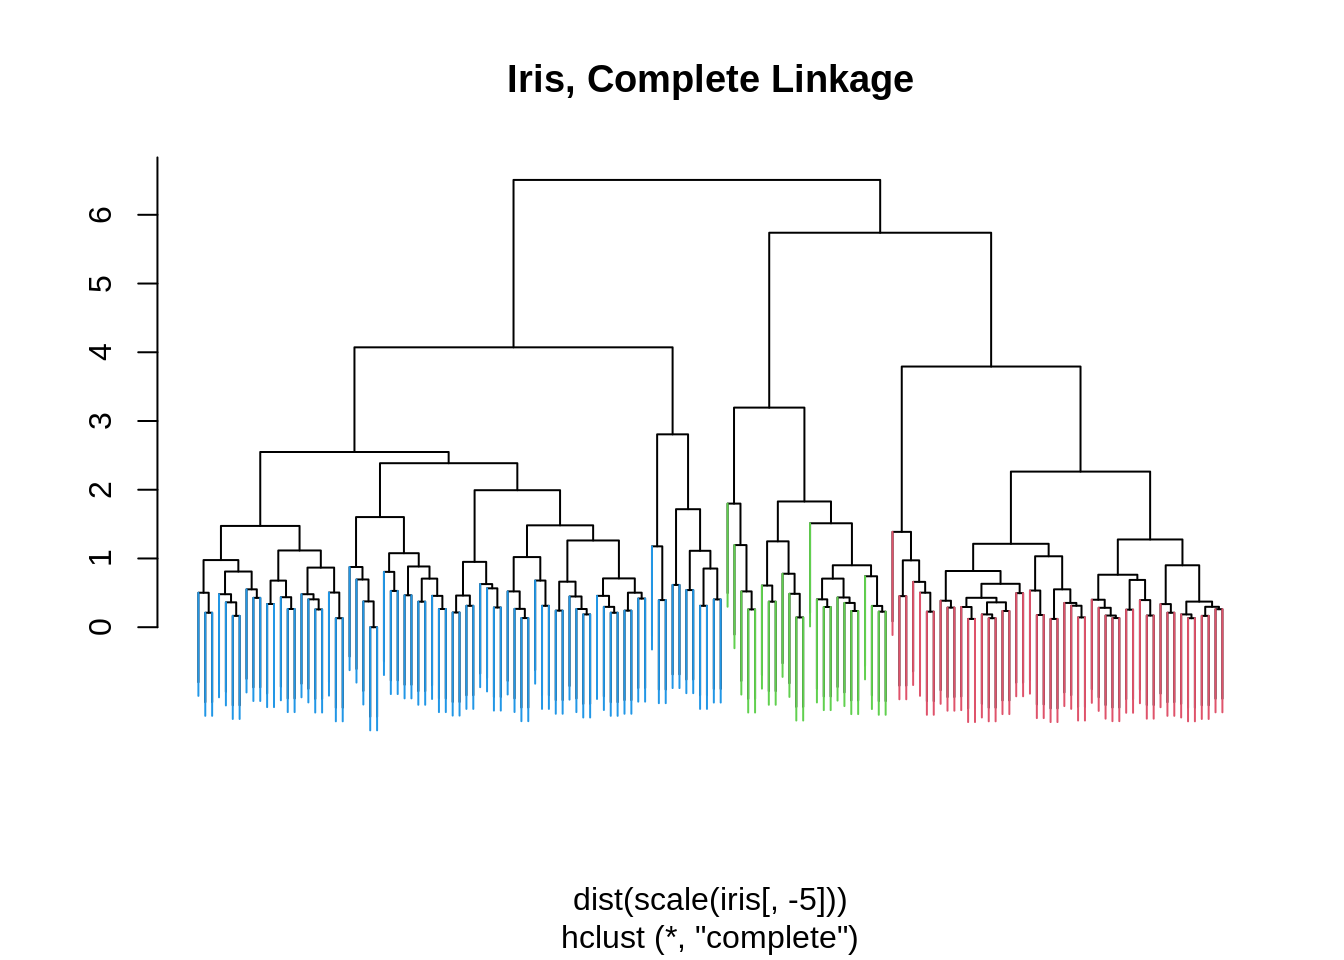 Iris, Complete Linkage
6
5
4
3
2
1
0
dist(scale(iris[, -5]))
hclust (*, "complete")